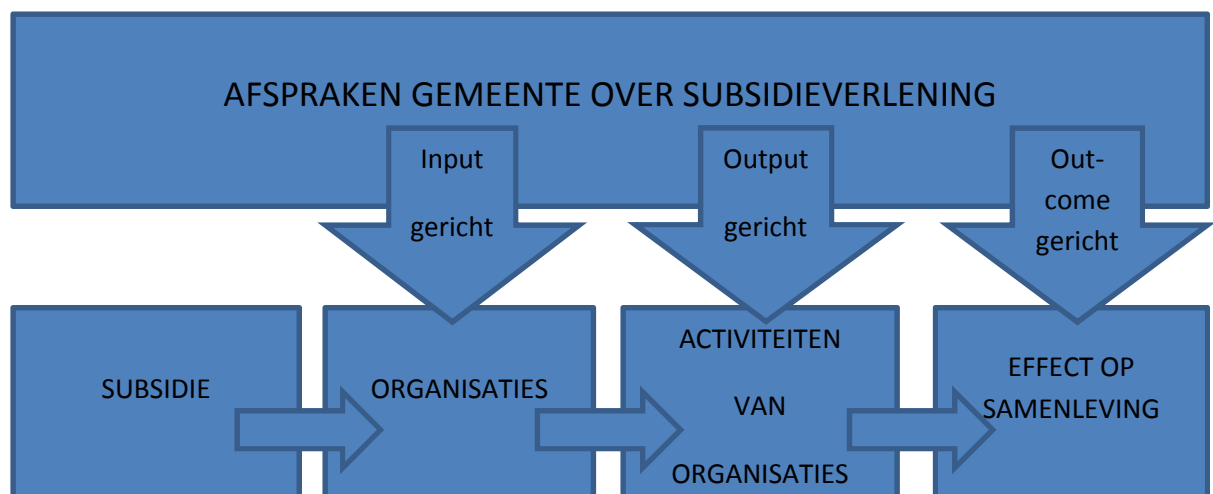 AFSPRAKEN GEMEENTE OVER SUBSIDIEVERLENING
Input
gericht
Output
gericht
Out-
come
gericht
SUBSIDIE
ORGANISATIES
ACTIVITEITEN
VAN
ORGANISATIES
EFFECT OP
SAMENLEVING